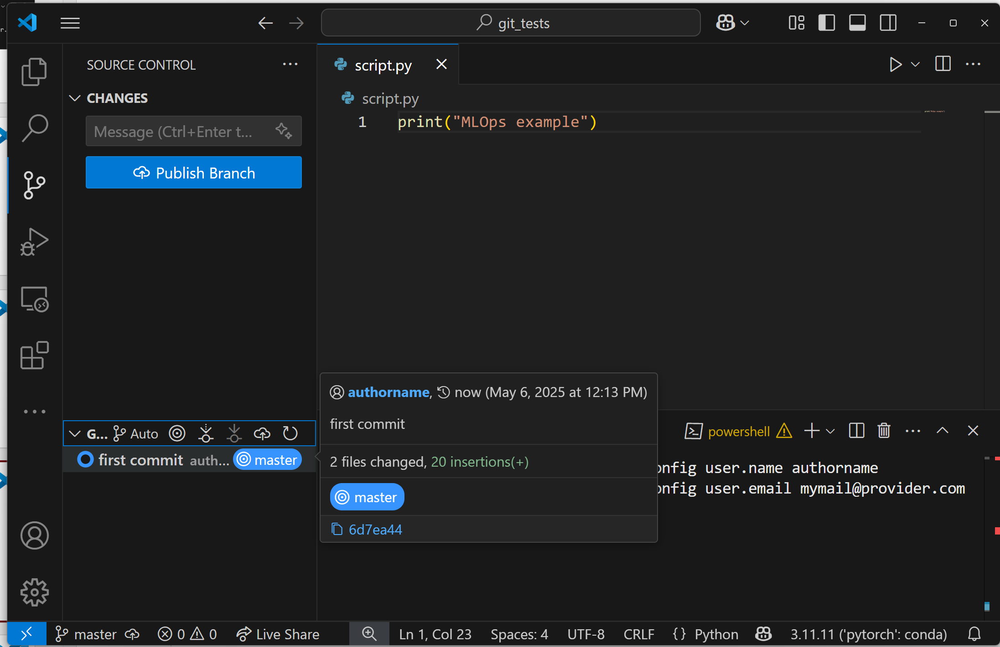 git_tests
SOURCE CONTROL
CHANGES
Message (Ctrl+Enter t...
Publish Branch
script.py
script.py
1 print("MLOps example")
authorname, now (May 6, 2025 at 12:13 PM)
first commit
2 files changed, 20 insertions(+)
master
6d7ea44
G... Auto
first commit auth... master
powershell
onfig user.name authorname
onfig user.email mymail@provider.com
master 0 0 Live Share Ln 1, Col 23 Spaces: 4 UTF-8 CRLF {} Python 3.11.11 ('pytorch': conda)